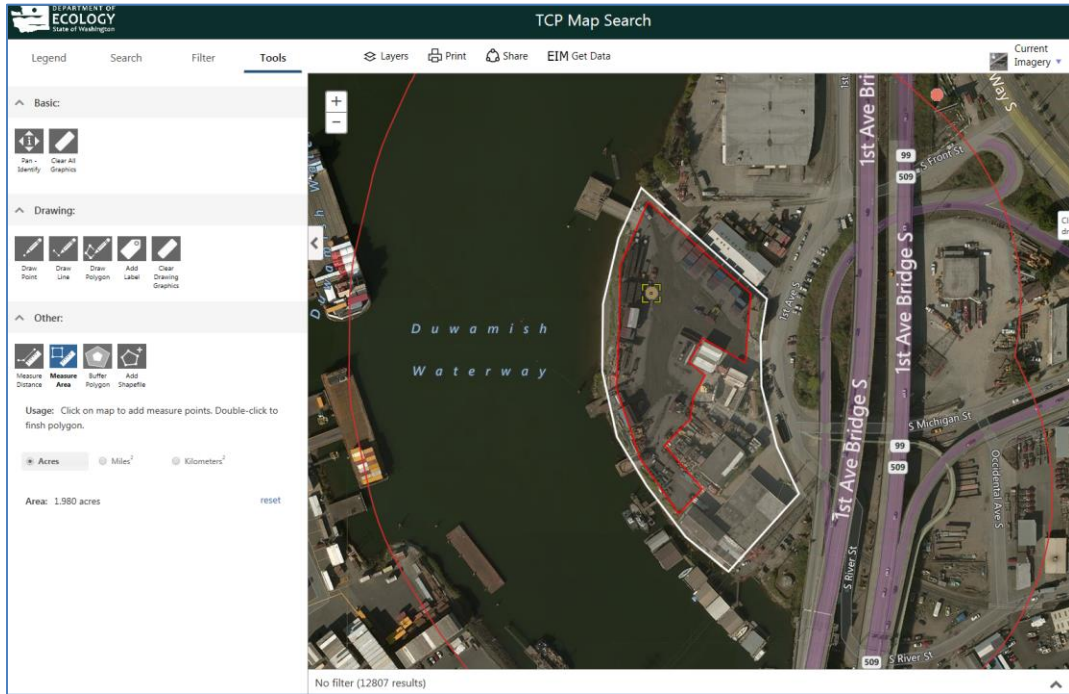 DEPARTMENT OF
ECOLOGY
State of Washington
TCP Map Search
Legend
Search
Filter
Tools
Layers
Print
Share
EIM Get Data
Current
Imagery
Basic:
Pan -
Identify
Clear All
Graphics
Drawing:
Draw
Point
Draw
Line
Draw
Polygon
Add
Label
Clear
Drawing
Graphics
Other:
Measure
Distance
Measure
Area
Buffer
Polygon
Add
Shapefile
Usage: Click on map to add measure points. Double-click to
finsh polygon.
Acres
Miles²
Kilometers²
Area: 1.980 acres
reset
+
−
1st Ave Bri
Way S
99
509
S Front St
1st Ave S
1st Ave Bridge S
Duwamish
Waterway
1st Ave Bridge S
S Michigan St
99
509
Occidental Ave S
S River St
509
S River St
No filter (12807 results)